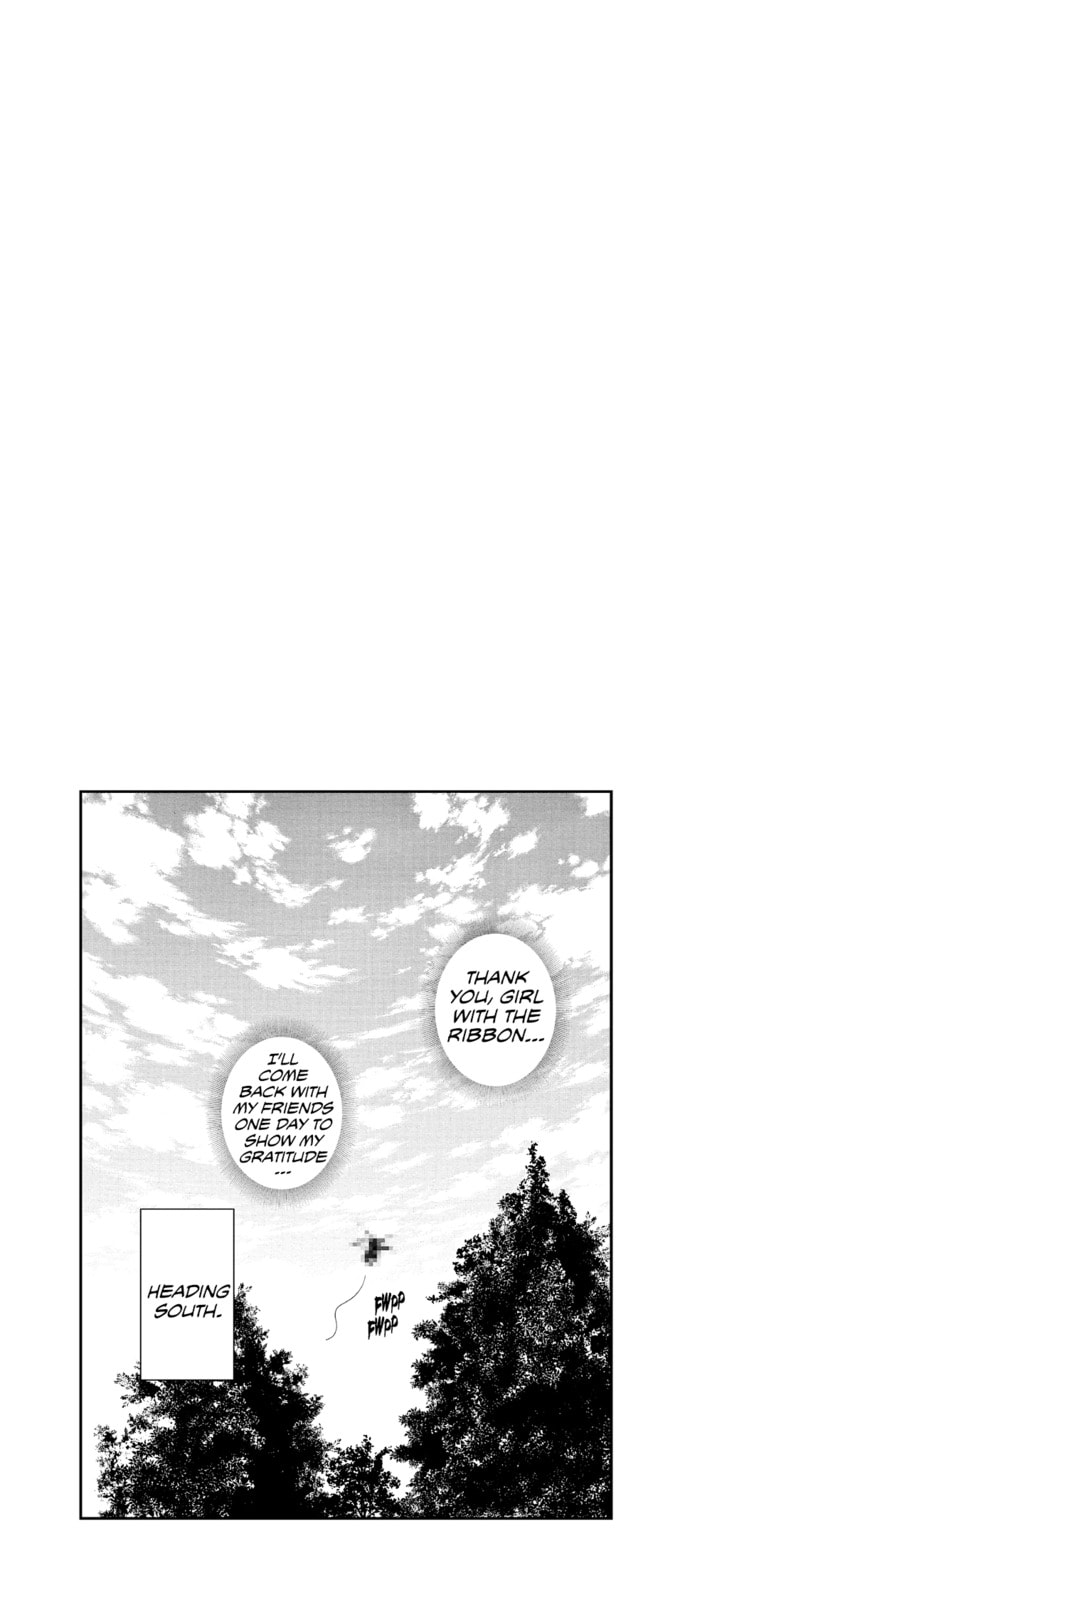 THANK
YOU, GIRL
WITH THE
RIBBON...
I'LL
COME
BACK WITH
MY FRIENDS
ONE DAY TO
SHOW MY
GRATITUDE
...
FWPP
FWPP
HEADING
SOUTH.